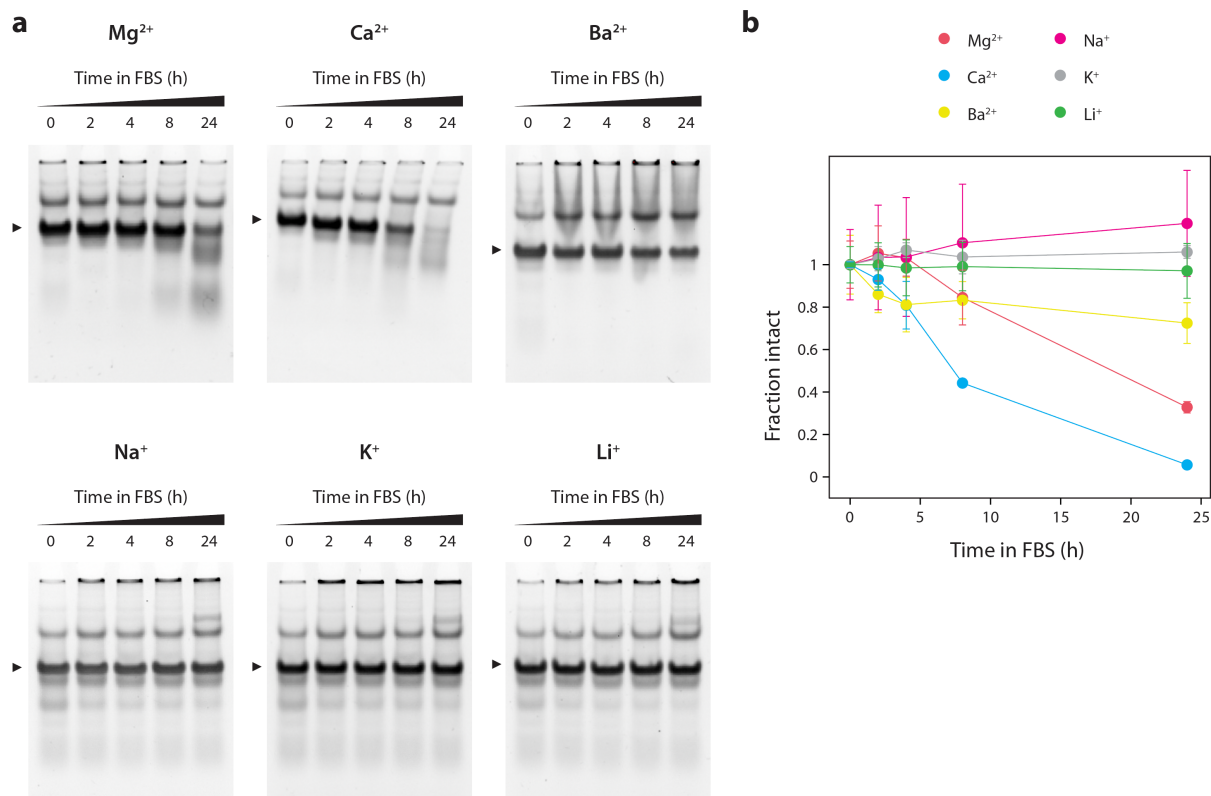 a
Mg²⁺
Ca²⁺
Ba²⁺
Time in FBS (h)
Time in FBS (h)
Time in FBS (h)
0 2 4 8 24
0 2 4 8 24
0 2 4 8 24
Na⁺
K⁺
Li⁺
Time in FBS (h)
Time in FBS (h)
Time in FBS (h)
0 2 4 8 24
0 2 4 8 24
0 2 4 8 24
b
Mg²⁺
Na⁺
Ca²⁺
K⁺
Ba²⁺
Li⁺
Fraction intact
1
0.8
0.6
0.4
0.2
0
0 5 10 15 20 25
Time in FBS (h)